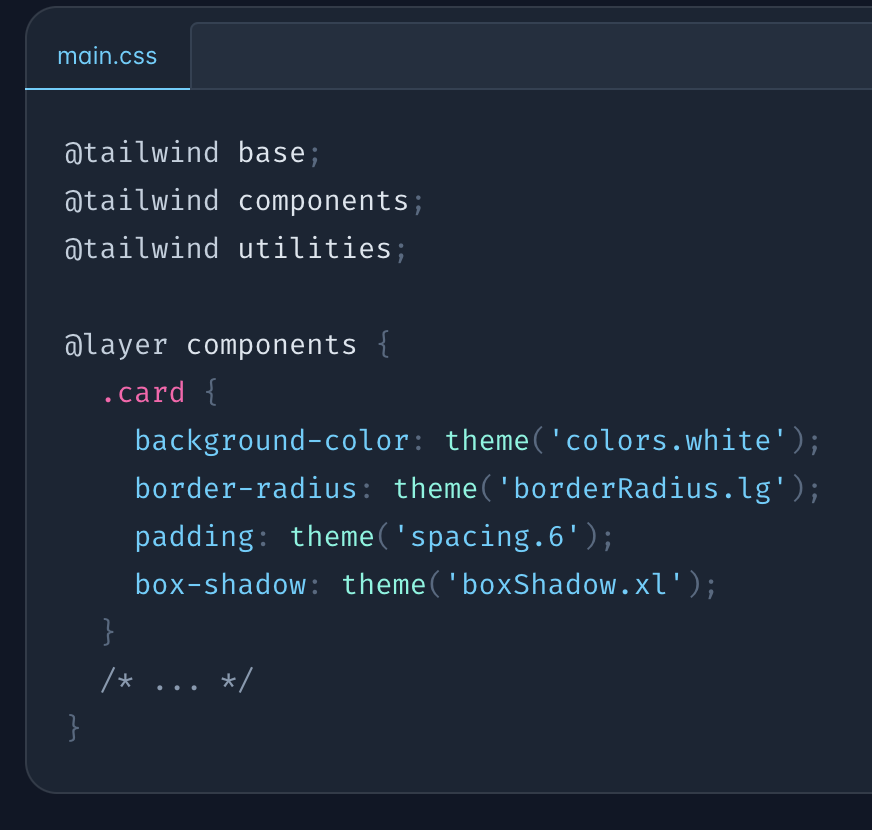 main.css
@tailwind base;
@tailwind components;
@tailwind utilities;
@layer components {
  .card {
    background-color: theme('colors.white');
    border-radius: theme('borderRadius.lg');
    padding: theme('spacing.6');
    box-shadow: theme('boxShadow.xl');
  }
  /* ... */
}